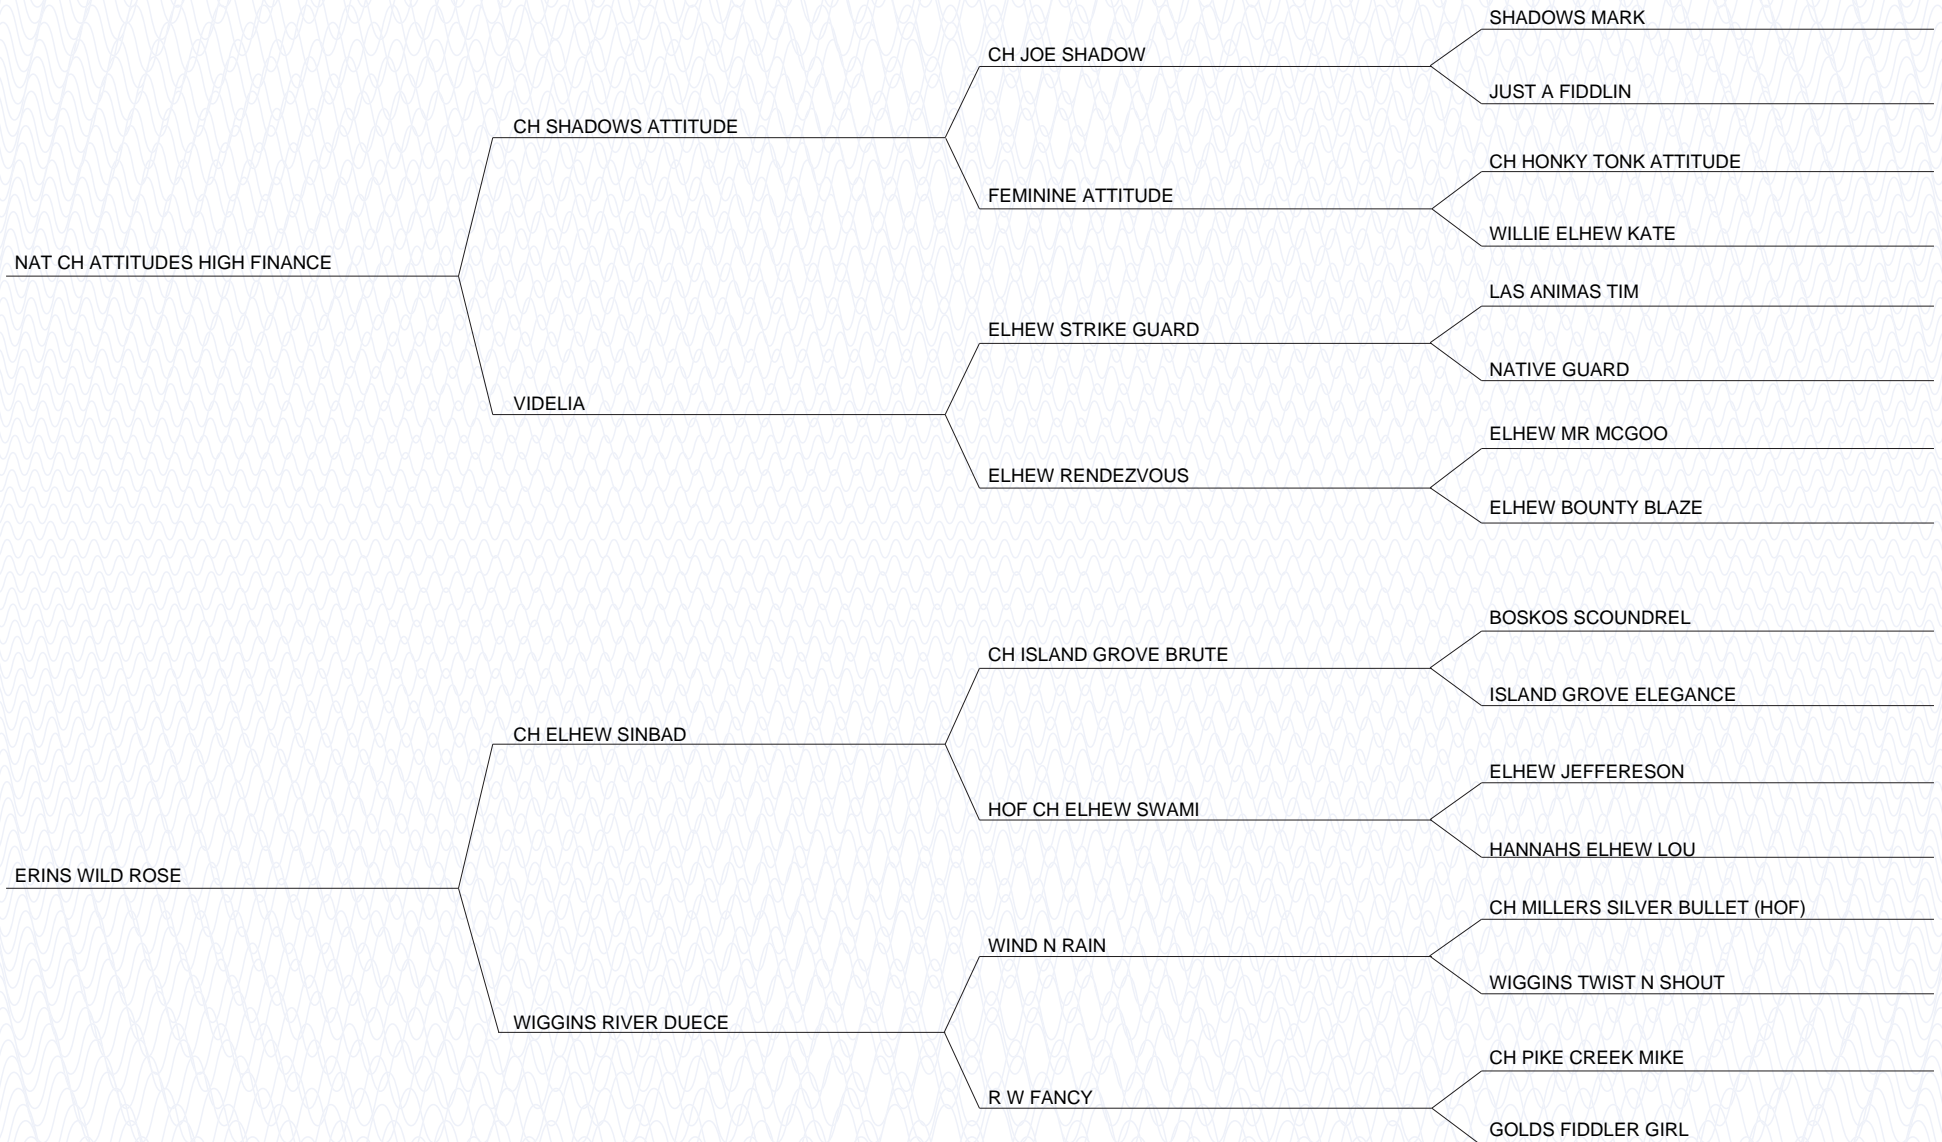 SHADOWS MARK
CH JOE SHADOW
JUST A FIDDLIN
CH SHADOWS ATTITUDE
CH HONKY TONK ATTITUDE
FEMININE ATTITUDE
WILLIE ELHEW KATE
NAT CH ATTITUDES HIGH FINANCE
LAS ANIMAS TIM
ELHEW STRIKE GUARD
NATIVE GUARD
VIDELIA
ELHEW MR MCGOO
ELHEW RENDEZVOUS
ELHEW BOUNTY BLAZE
BOSKOS SCOUNDREL
CH ISLAND GROVE BRUTE
ISLAND GROVE ELEGANCE
CH ELHEW SINBAD
ELHEW JEFFERESON
HOF CH ELHEW SWAMI
HANNAHS ELHEW LOU
ERINS WILD ROSE
CH MILLERS SILVER BULLET (HOF)
WIND N RAIN
WIGGINS TWIST N SHOUT
WIGGINS RIVER DUECE
CH PIKE CREEK MIKE
R W FANCY
GOLDS FIDDLER GIRL